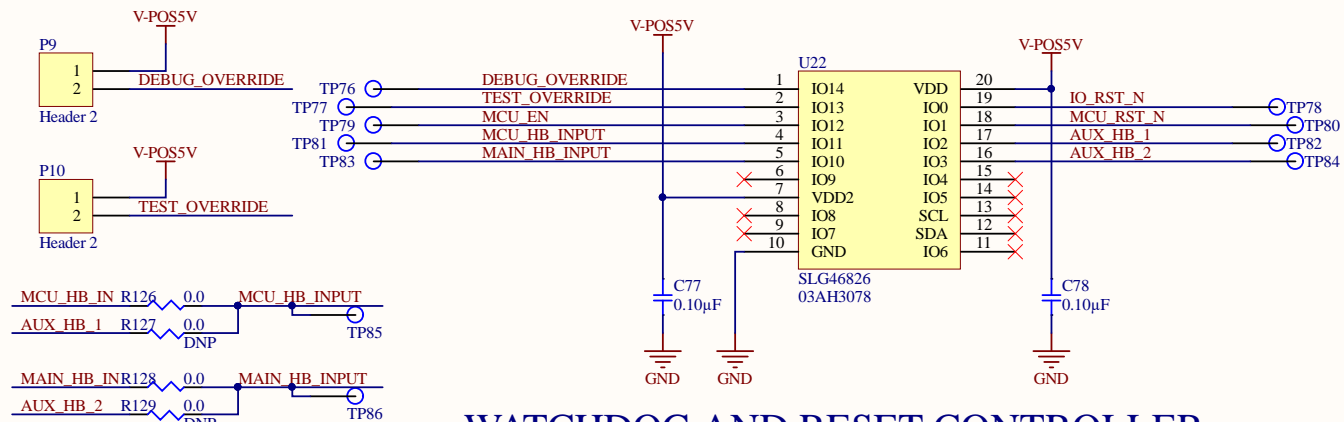 V-POS5V
P9
1
2
DEBUG_OVERRIDE
Header 2
V-POS5V
P10
1
2
TEST_OVERRIDE
Header 2
MCU_HB_IN R126 0.0 MCU_HB_INPUT
AUX_HB_1 R127 0.0
DNP
TP85
MAIN_HB_IN R128 0.0 MAIN_HB_INPUT
AUX_HB_2 R129 0.0
DNP
TP86
V-POS5V
V-POS5V
U22
TP76 DEBUG_OVERRIDE 1 IO14 VDD 20
TP77 TEST_OVERRIDE 2 IO13 IO0 19 IO_RST_N TP78
TP79 MCU_EN 3 IO12 IO1 18 MCU_RST_N TP80
TP81 MCU_HB_INPUT 4 IO11 IO2 17 AUX_HB_1 TP82
TP83 MAIN_HB_INPUT 5 IO10 IO3 16 AUX_HB_2 TP84
6 IO9 IO4 15
7 VDD2 IO5 14
8 IO8 SCL 13
9 IO7 SDA 12
10 GND IO6 11
SLG46826
03AH3078
C77
0.10µF
C78
0.10µF
GND
GND
GND
WATCHDOG AND RESET CONTROLLER